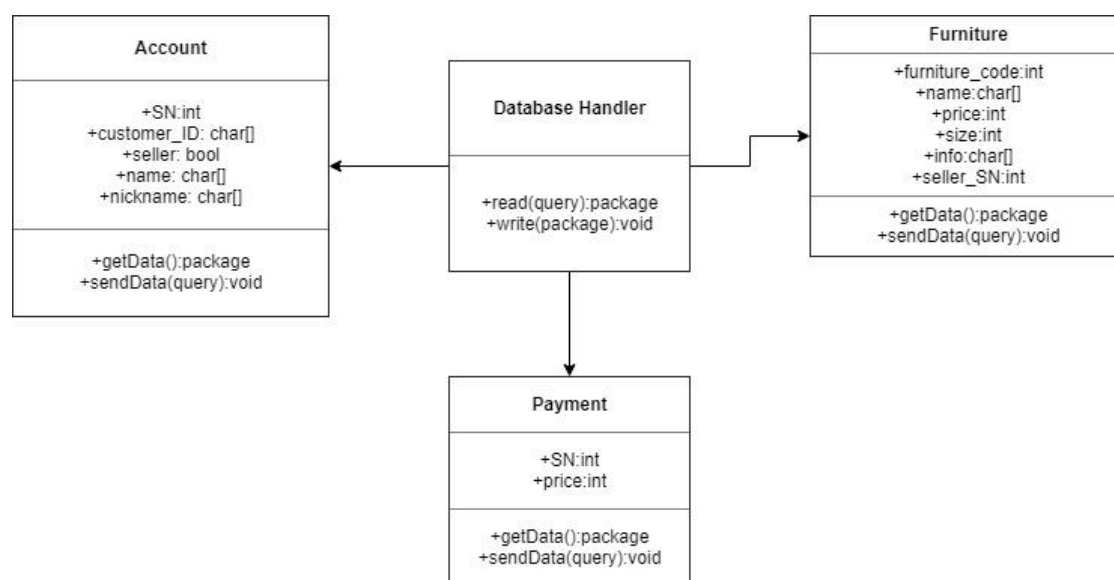 Account
+SN:int
+customer_ID: char[]
+seller: bool
+name: char[]
+nickname: char[]
+getData():package
+sendData(query):void
Database Handler
+read(query):package
+write(package):void
Furniture
+furniture_code:int
+name:char[]
+price:int
+size:int
+info:char[]
+seller_SN:int
+getData():package
+sendData(query):void
Payment
+SN:int
+price:int
+getData():package
+sendData(query):void